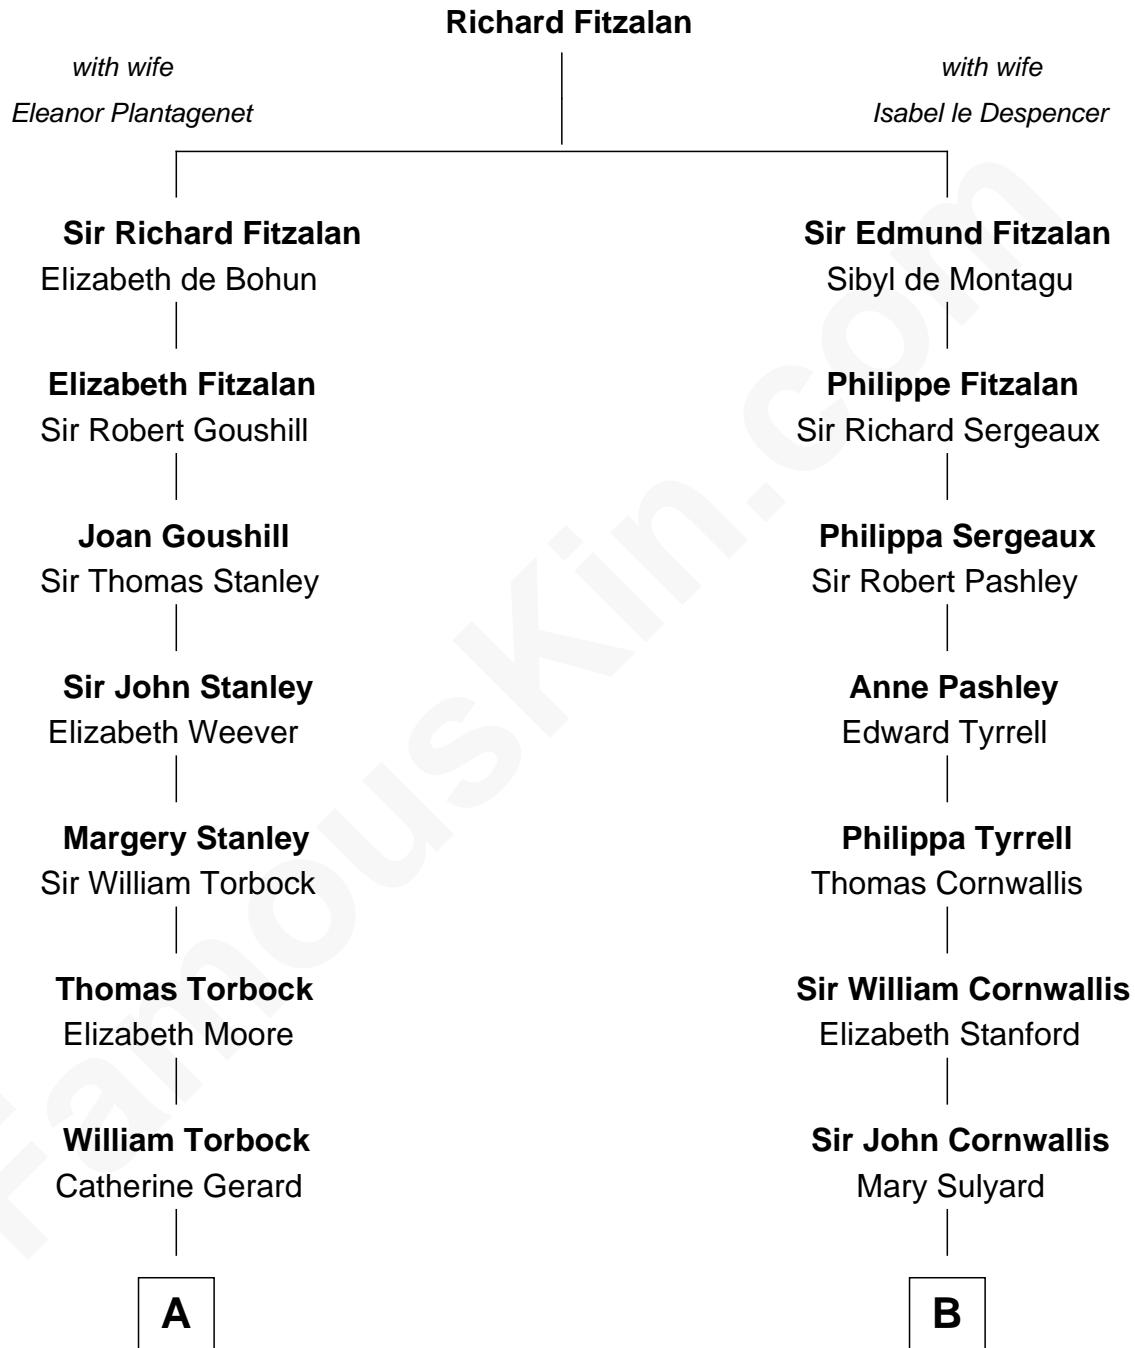 Richard Fitzalan
with wife
Eleanor Plantagenet
with wife
Isabel le Despencer
Sir Richard Fitzalan
Elizabeth de Bohun
Sir Edmund Fitzalan
Sibyl de Montagu
Elizabeth Fitzalan
Sir Robert Goushill
Philippe Fitzalan
Sir Richard Sergeaux
Joan Goushill
Sir Thomas Stanley
Philippa Sergeaux
Sir Robert Pashley
Sir John Stanley
Elizabeth Weever
Anne Pashley
Edward Tyrrell
Margery Stanley
Sir William Torbock
Philippa Tyrrell
Thomas Cornwallis
Thomas Torbock
Elizabeth Moore
Sir William Cornwallis
Elizabeth Stanford
William Torbock
Catherine Gerard
Sir John Cornwallis
Mary Sulyard
A
B
FamousKin.com